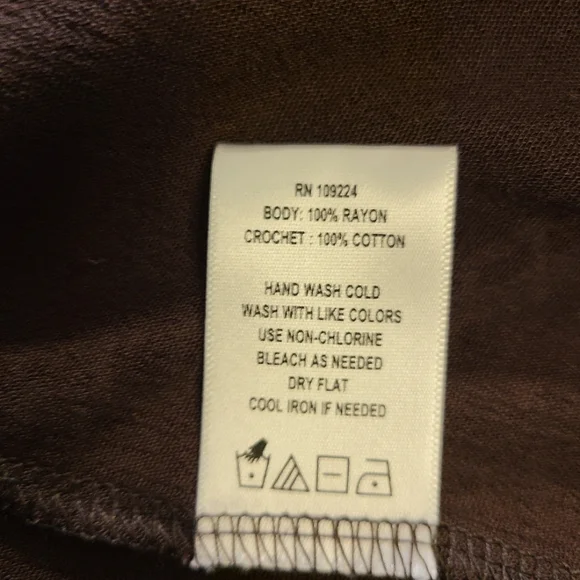 RN 109224
BODY: 100% RAYON
CROCHET : 100% COTTON
HAND WASH COLD
WASH WITH LIKE COLORS
USE NON-CHLORINE
BLEACH AS NEEDED
DRY FLAT
COOL IRON IF NEEDED